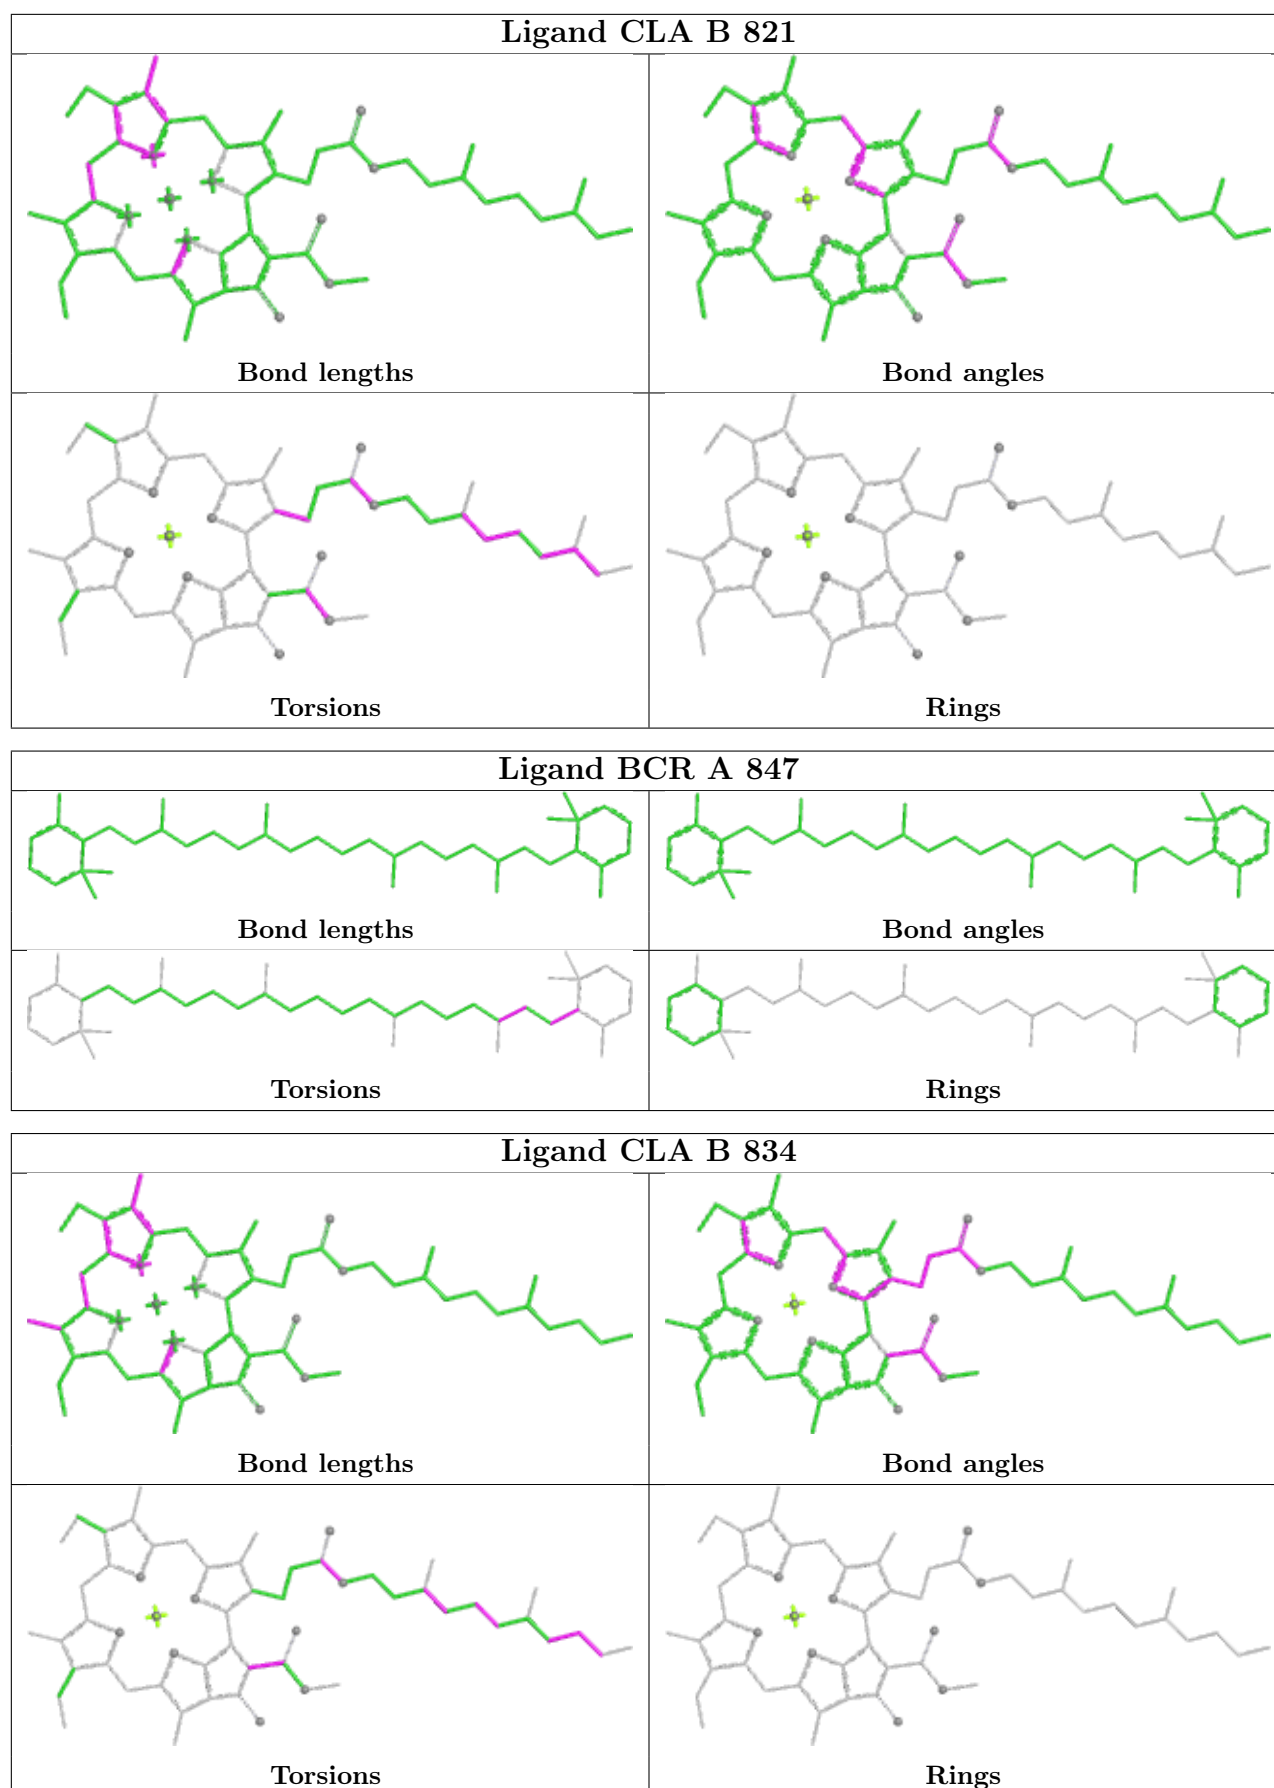 Ligand CLA B 821
Bond lengths
Bond angles
Torsions
Rings
Ligand BCR A 847
Bond lengths
Bond angles
Torsions
Rings
Ligand CLA B 834
Bond lengths
Bond angles
Torsions
Rings